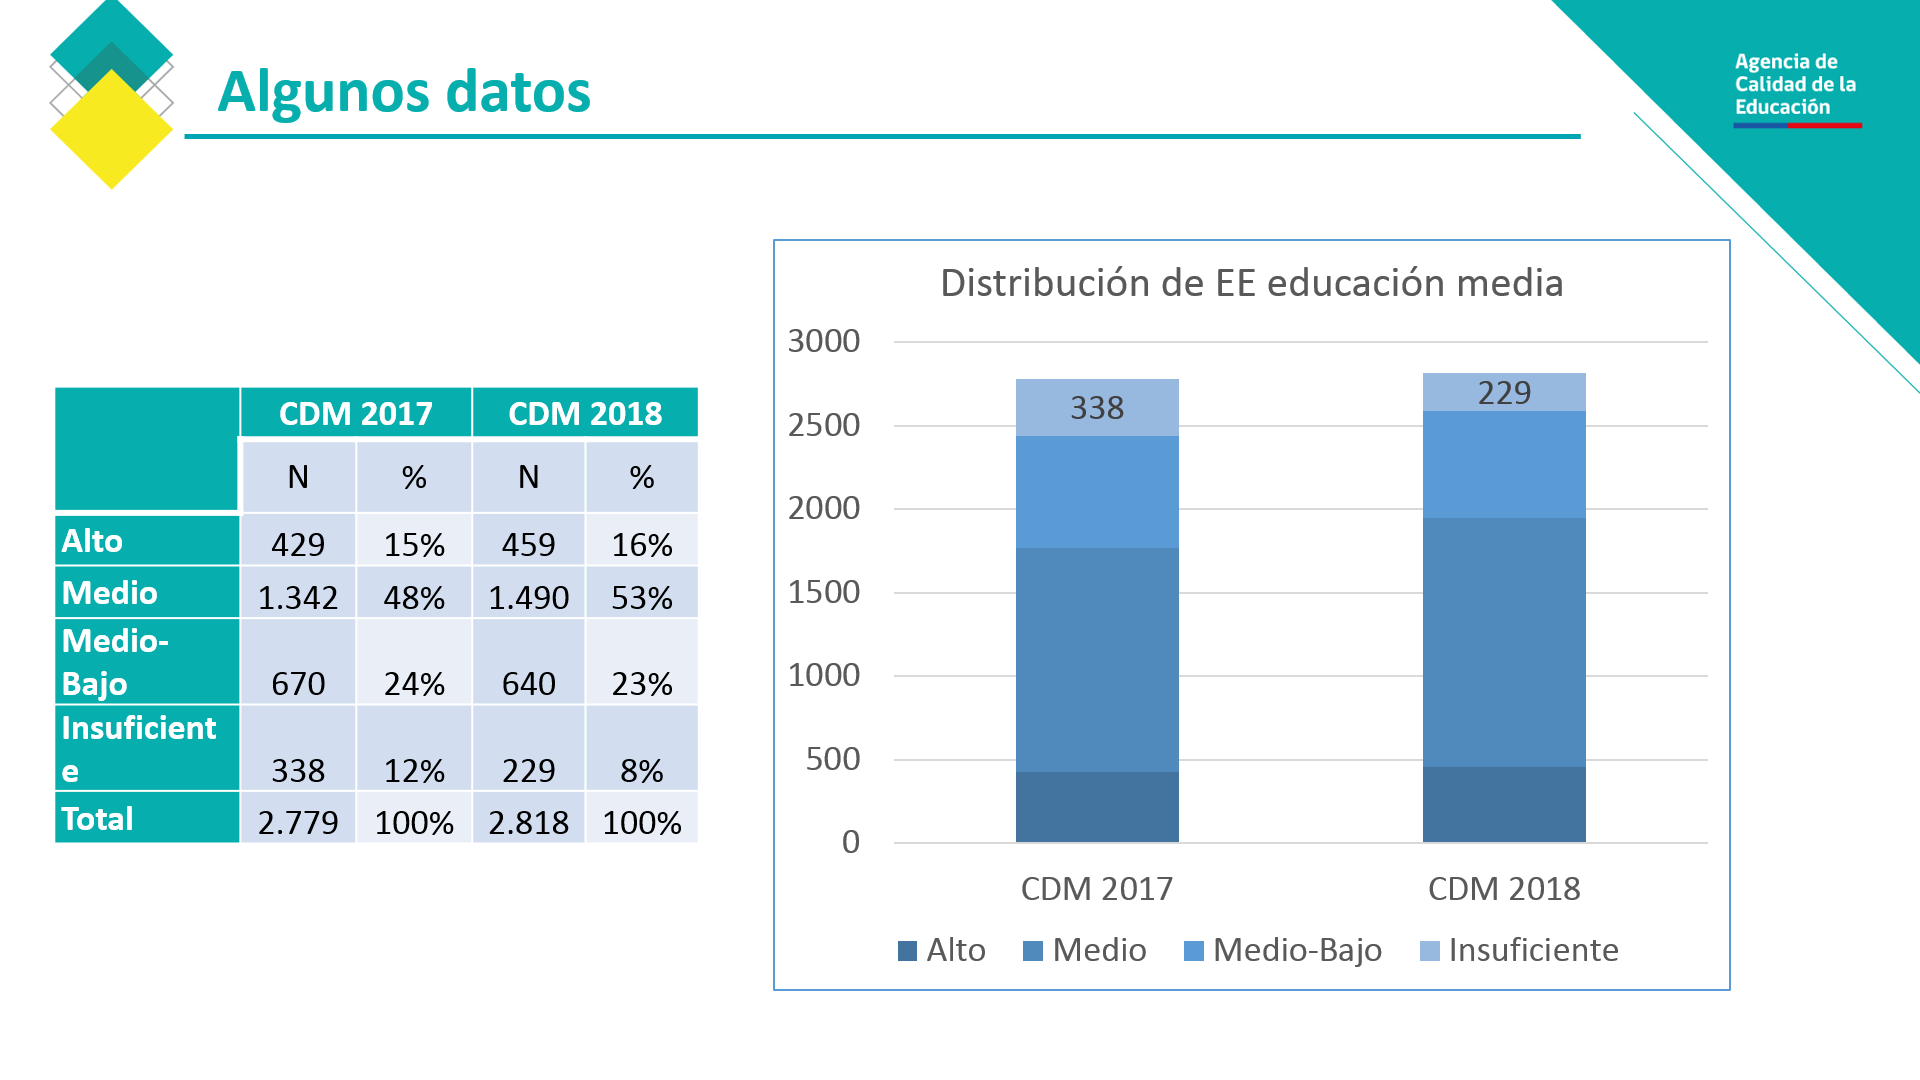 Algunos datos
Agencia de
Calidad de la
Educación
CDM 2017 CDM 2018
N % N %
Alto 429 15% 459 16%
Medio 1.342 48% 1.490 53%
Medio-
Bajo 670 24% 640 23%
Insuficient
e 338 12% 229 8%
Total 2.779 100% 2.818 100%
Distribución de EE educación media
3000
2500
2000
1500
1000
500
0
338
229
CDM 2017 CDM 2018
Alto Medio Medio-Bajo Insuficiente